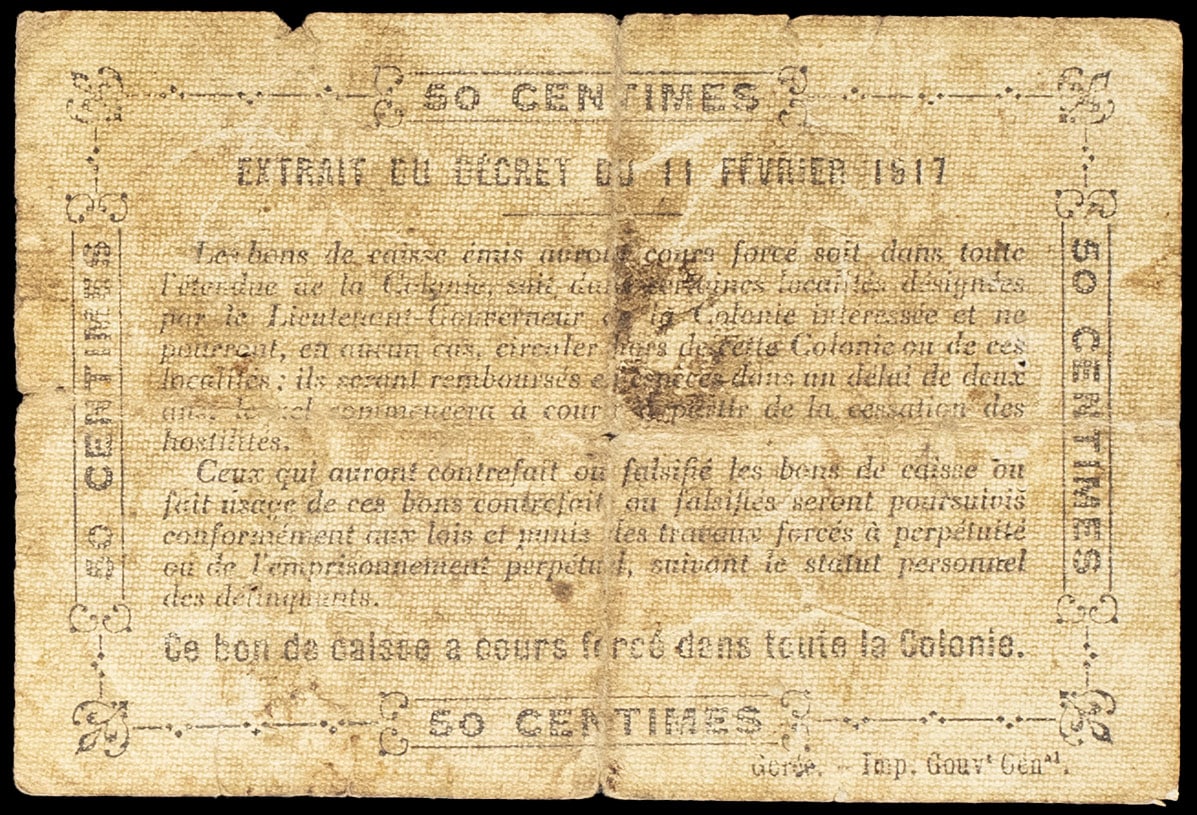 50 CENTIMES
EXTRAIT DU DÉCRET DU 11 FÉVRIER 1917
Les bons de caisse émis auront cours forcé soit dans toute
l'étendue de la Colonie, soit dans certaines localités désignées
par le Lieutenant-Gouverneur de la Colonie intéressée et ne
pourront, en aucun cas, circuler hors de cette Colonie ou de ces
localités ; ils seront remboursés en espèces dans un délai de deux
ans, lequel commencera à courir à partir de la cessation des
hostilités.
Ceux qui auront contrefait ou falsifié les bons de caisse ou
fait usage de ces bons contrefaits ou falsifiés seront poursuivis
conformément aux lois et punis des travaux forcés à perpétuité
ou de l'emprisonnement perpétuel, suivant le statut personnel
des délinquants.
Ce bon de caisse a cours forcé dans toute la Colonie.
50 CENTIMES
50 CENTIMES
50 CENTIMES
Gorée. — Imp. Gouvt Génal.